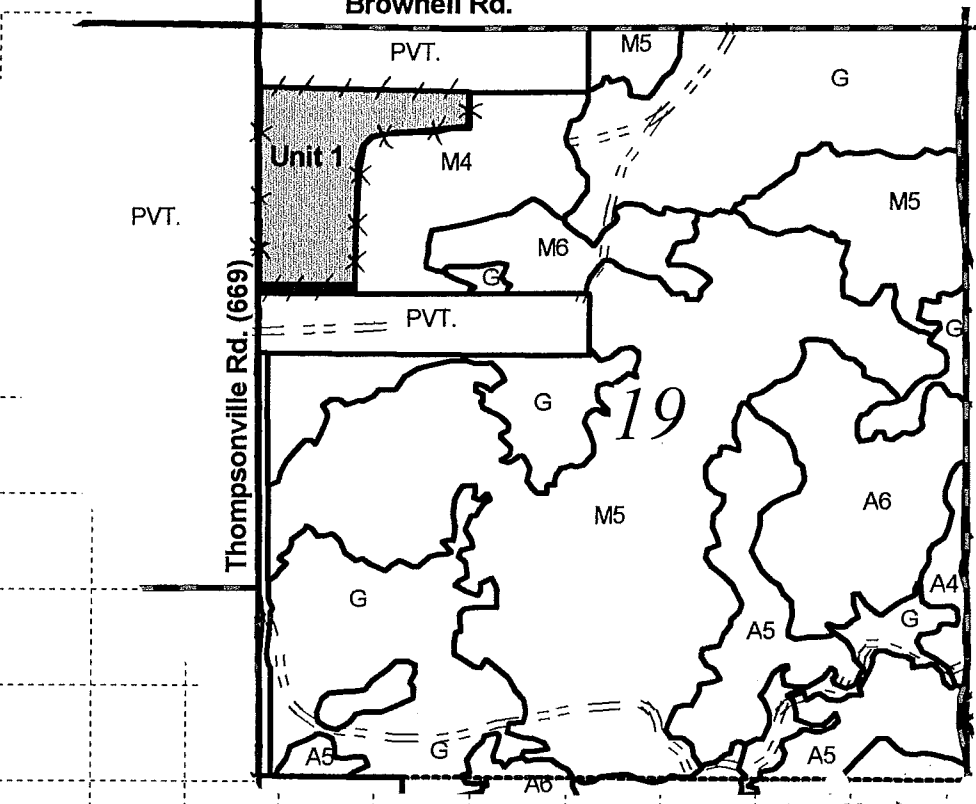 Brownell Rd.
PVT.
M5
G
Unit 1
M4
M5
PVT.
M6
G
Thompsonville Rd. (669)
PVT.
G
G
19
M5
A6
A4
G
G
A5
A5
G
A5
A6